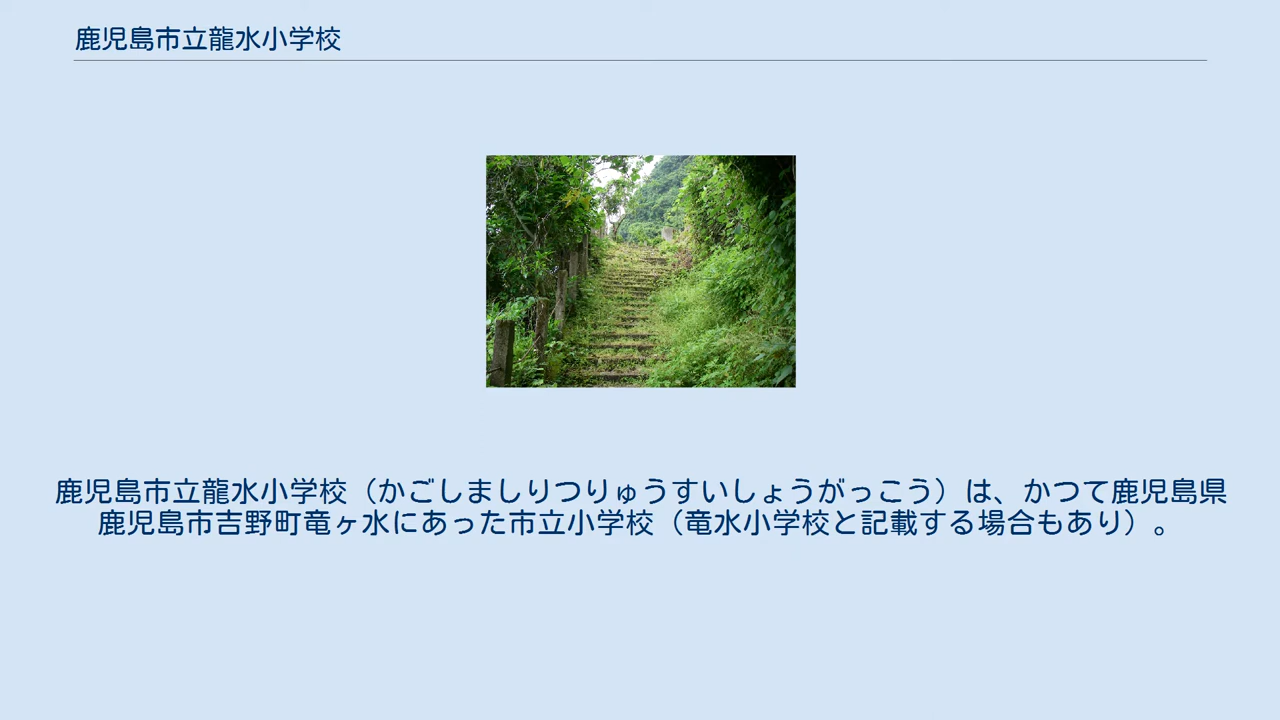 鹿児島市立龍水小学校
鹿児島市立龍水小学校（かごしましりつりゅうすいしょうがっこう）は、かつて鹿児島県
鹿児島市吉野町竜ヶ水にあった市立小学校（竜水小学校と記載する場合もあり）。